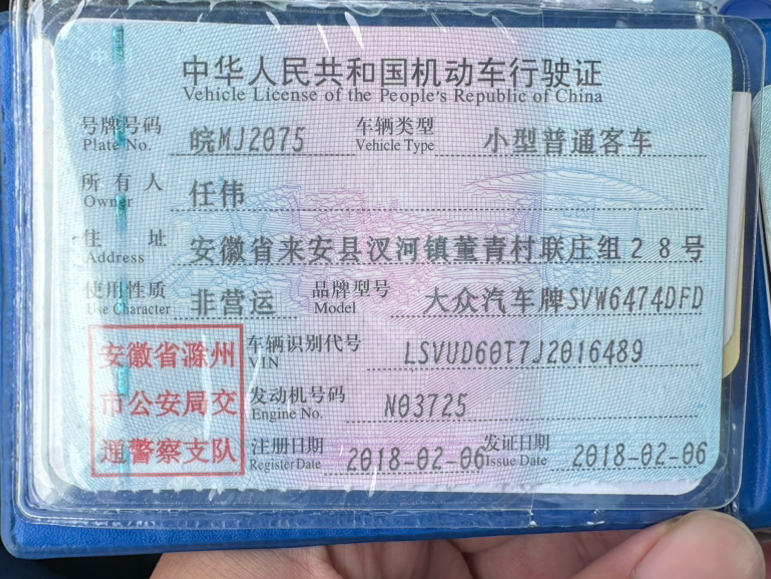 中华人民共和国机动车行驶证
Vehicle License of the People's Republic of China
号牌号码 皖MJ2075 车辆类型 小型普通客车
Plate No. Vehicle Type
所有人 任伟
Owner
住址 安徽省来安县汊河镇董青村联庄组28号
Address
使用性质 非营运 品牌型号 大众汽车牌SVW6474DFD
Use Character Model
车辆识别代号 LSVUD60T7J2016489
VIN
发动机号码 N03725
Engine No.
注册日期 2018-02-06 发证日期 2018-02-06
Register Date Issue Date
安徽省滁州
市公安局交
通警察支队